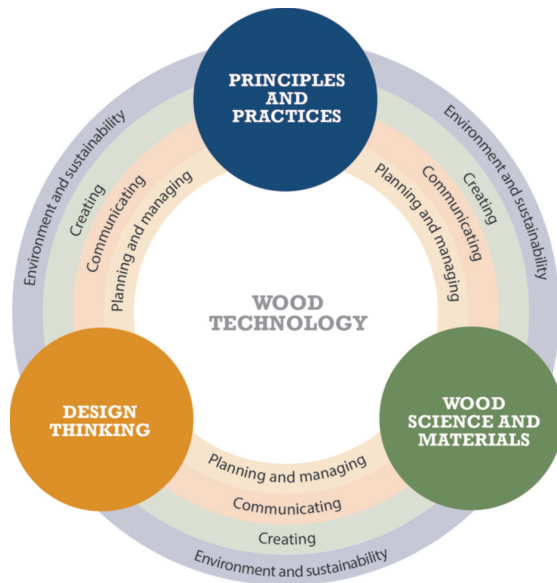 PRINCIPLES
AND
PRACTICES
Environment and sustainability
Creating
Communicating
Planning and managing
Environment and sustainability
Creating
Communicating
Planning and managing
WOOD
TECHNOLOGY
DESIGN
THINKING
WOOD
SCIENCE AND
MATERIALS
Planning and managing
Communicating
Creating
Environment and sustainability